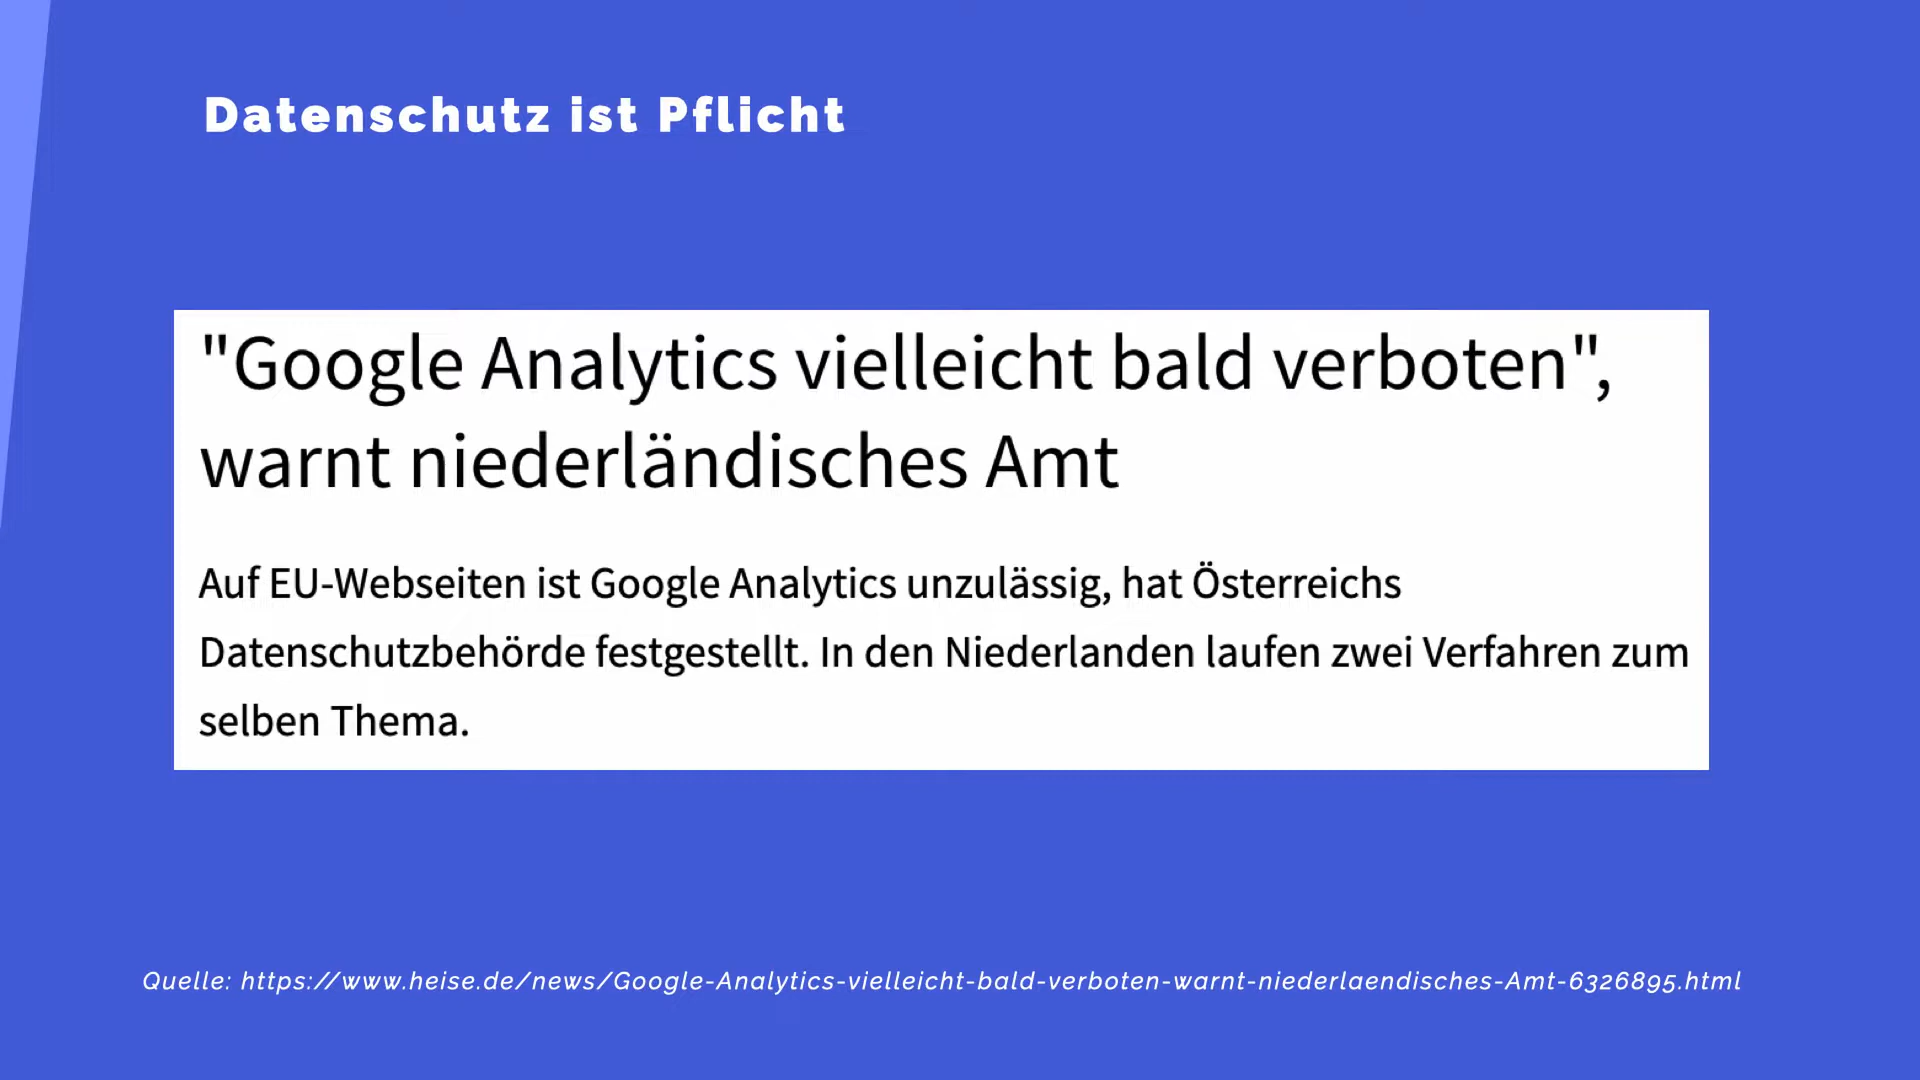 Datenschutz ist Pflicht
"Google Analytics vielleicht bald verboten",
warnt niederländisches Amt
Auf EU-Webseiten ist Google Analytics unzulässig, hat Österreichs
Datenschutzbehörde festgestellt. In den Niederlanden laufen zwei Verfahren zum
selben Thema.
Quelle: https://www.heise.de/news/Google-Analytics-vielleicht-bald-verboten-warnt-niederlaendisches-Amt-6326895.html